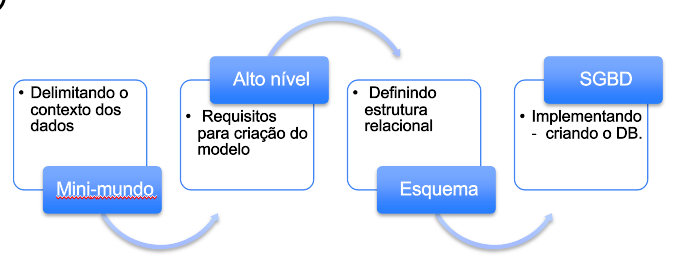 • Delimitando o
contexto dos
dados
Mini-mundo
Alto nível
• Requisitos
para criação do
modelo
• Definindo
estrutura
relacional
Esquema
SGBD
• Implementando
- criando o DB.